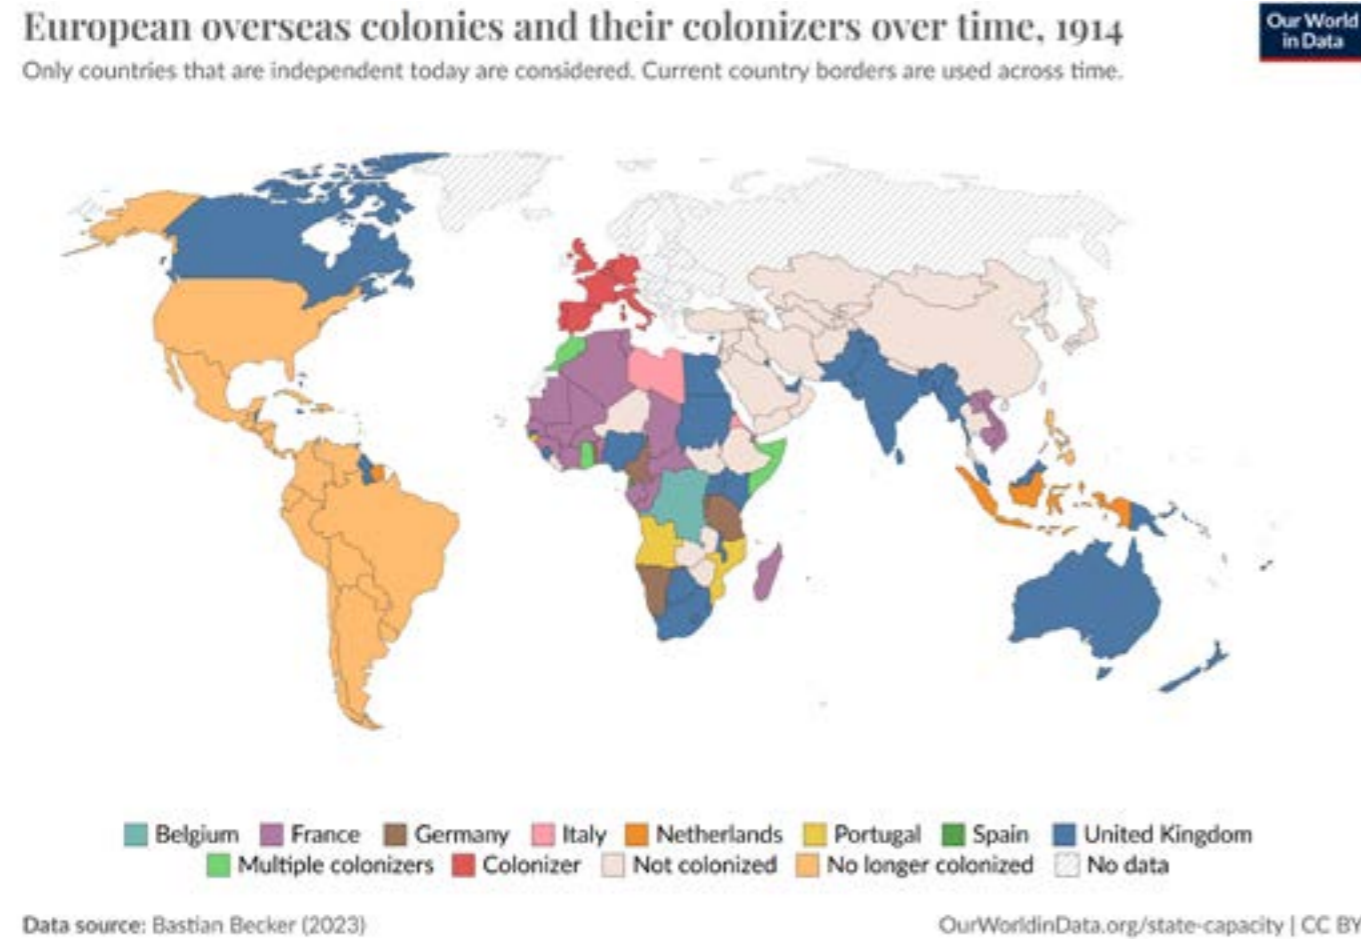 European overseas colonies and their colonizers over time, 1914
Our World
in Data
Only countries that are independent today are considered. Current country borders are used across time.
Belgium France Germany Italy Netherlands Portugal Spain United Kingdom
Multiple colonizers Colonizer Not colonized No longer colonized No data
Data source: Bastian Becker (2023)
OurWorldinData.org/state-capacity | CC BY